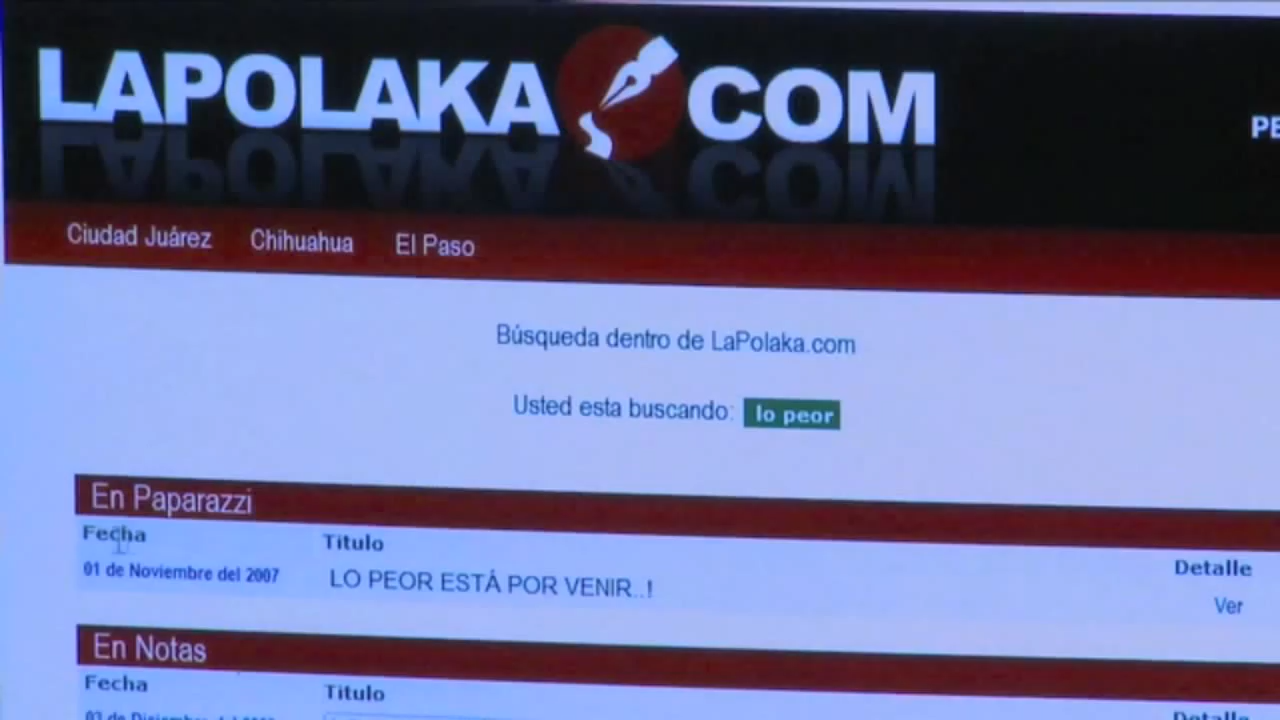 LAPOLAKA COM
PE
Ciudad Juárez Chihuahua El Paso
Búsqueda dentro de LaPolaka.com
Usted esta buscando: lo peor
En Paparazzi
Fecha Titulo Detalle
01 de Noviembre del 2007 LO PEOR ESTÁ POR VENIR..! Ver
En Notas
Fecha Titulo Detalle